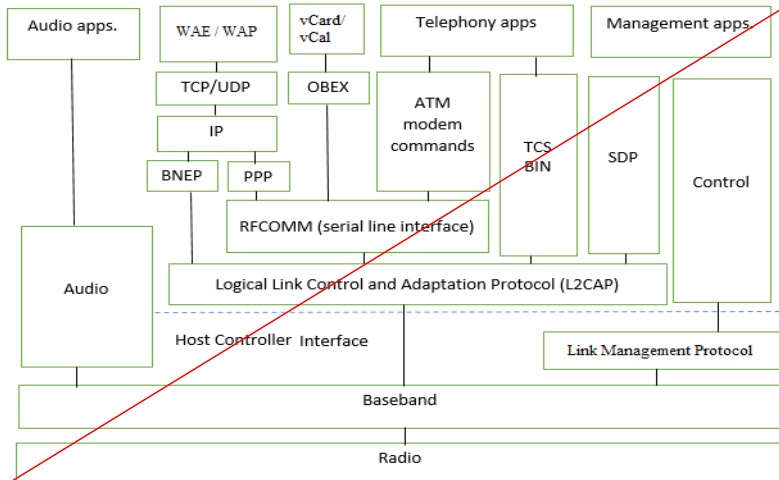 Audio apps.
WAE / WAP
vCard/
vCal
Telephony apps
Management apps.
TCP/UDP
OBEX
ATM
modem
commands
TCS
BIN
SDP
Control
IP
BNEP
PPP
RFCOMM (serial line interface)
Audio
Logical Link Control and Adaptation Protocol (L2CAP)
Host Controller Interface
Link Management Protocol
Baseband
Radio